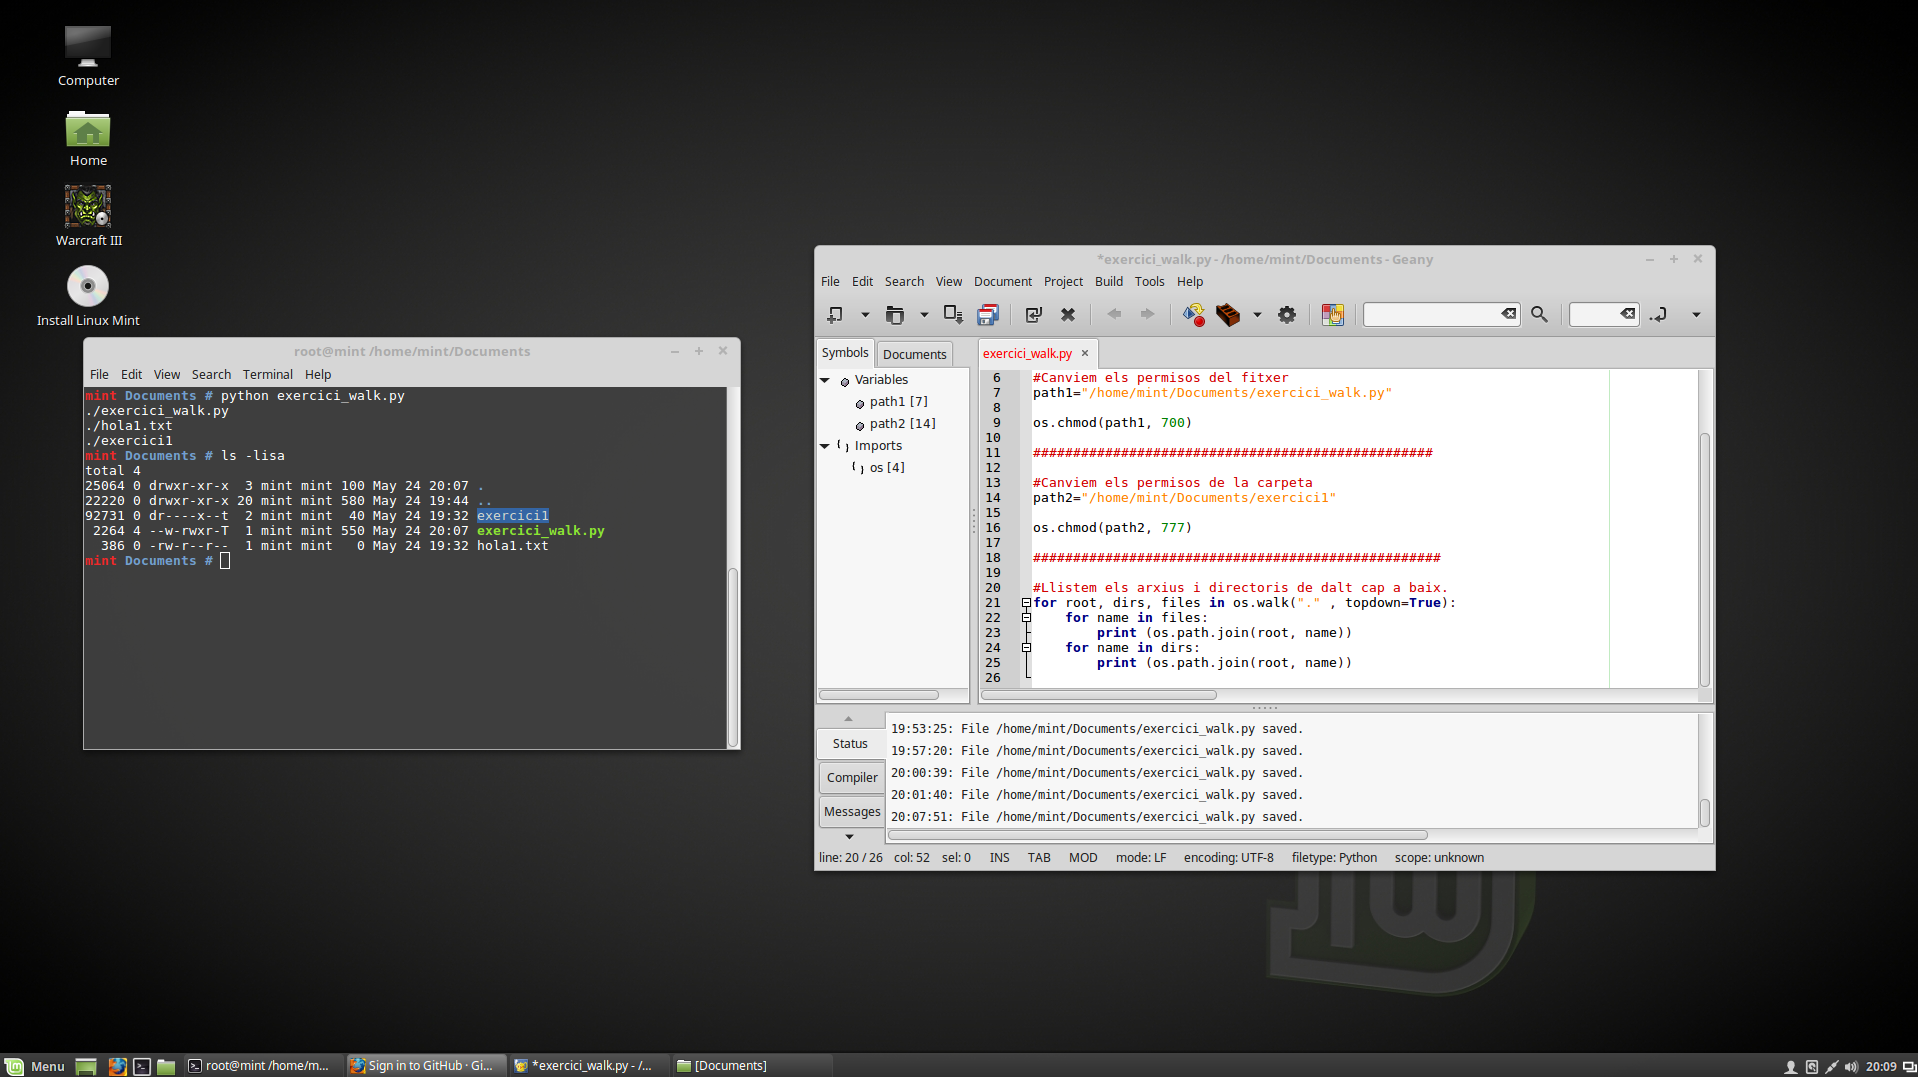 Computer
Home
Warcraft III
Install Linux Mint
root@mint /home/mint/Documents
File Edit View Search Terminal Help
mint Documents # python exercici_walk.py
./exercici_walk.py
./hola1.txt
./exercici1
mint Documents # ls -lisa
total 4
25064 0 drwxr-xr-x  3 mint mint 100 May 24 20:07 .
22220 0 drwxr-xr-x 20 mint mint 580 May 24 19:44 ..
92731 0 dr----x--t  2 mint mint  40 May 24 19:32 exercici1
 2264 4 --w-rwxr-T  1 mint mint 550 May 24 20:07 exercici_walk.py
  386 0 -rw-r--r--  1 mint mint   0 May 24 19:32 hola1.txt
mint Documents #
*exercici_walk.py - /home/mint/Documents - Geany
File Edit Search View Document Project Build Tools Help
Symbols Documents
Variables
path1 [7]
path2 [14]
Imports
os [4]
exercici_walk.py
6 #Canviem els permisos del fitxer
7 path1="/home/mint/Documents/exercici_walk.py"
8
9 os.chmod(path1, 700)
10
11 ##################################################
12
13 #Canviem els permisos de la carpeta
14 path2="/home/mint/Documents/exercici1"
15
16 os.chmod(path2, 777)
17
18 ###################################################
19
20 #Llistem els arxius i directoris de dalt cap a baix.
21 for root, dirs, files in os.walk("." , topdown=True):
22     for name in files:
23         print (os.path.join(root, name))
24     for name in dirs:
25         print (os.path.join(root, name))
26
Status
Compiler
Messages
19:53:25: File /home/mint/Documents/exercici_walk.py saved.
19:57:20: File /home/mint/Documents/exercici_walk.py saved.
20:00:39: File /home/mint/Documents/exercici_walk.py saved.
20:01:40: File /home/mint/Documents/exercici_walk.py saved.
20:07:51: File /home/mint/Documents/exercici_walk.py saved.
line: 20 / 26 col: 52 sel: 0 INS TAB MOD mode: LF encoding: UTF-8 filetype: Python scope: unknown
Menu root@mint /home/m... Sign in to GitHub · Gi... *exercici_walk.py - /... [Documents] 20:09